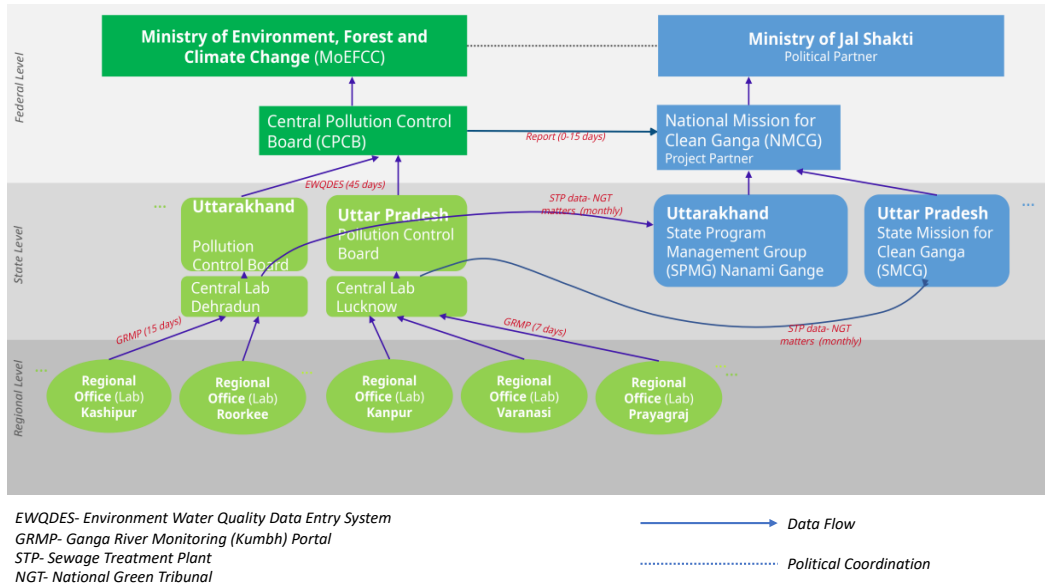 Federal Level
Ministry of Environment, Forest and
Climate Change (MoEFCC)
Ministry of Jal Shakti
Political Partner
Central Pollution Control
Board (CPCB)
Report (0-15 days)
National Mission for
Clean Ganga (NMCG)
Project Partner
EWQDES (45 days)
State Level
...
Uttarakhand
Pollution
Control Board
Uttar Pradesh
Pollution Control
Board
STP data- NGT
matters (monthly)
Uttarakhand
State Program
Management Group
(SPMG) Nanami Gange
Uttar Pradesh
State Mission for
Clean Ganga
(SMCG)
...
Central Lab
Dehradun
Central Lab
Lucknow
GRMP (15 days)
GRMP (7 days)
STP data- NGT
matters (monthly)
Regional Level
...
Regional
Office (Lab)
Kashipur
Regional
Office (Lab)
Roorkee
...
Regional
Office (Lab)
Kanpur
Regional
Office (Lab)
Varanasi
Regional
Office (Lab)
Prayagraj
...
...
EWQDES- Environment Water Quality Data Entry System
GRMP- Ganga River Monitoring (Kumbh) Portal
STP- Sewage Treatment Plant
NGT- National Green Tribunal
Data Flow
Political Coordination